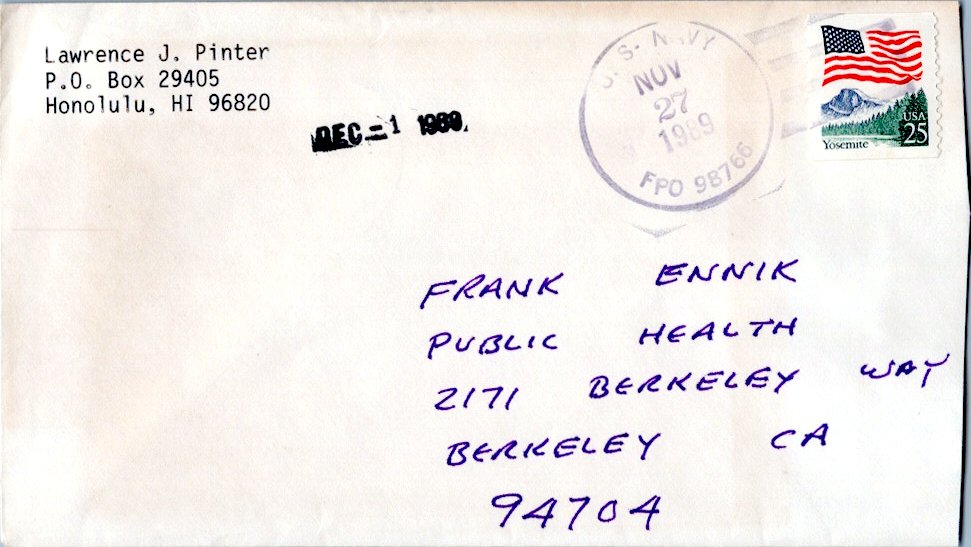 Lawrence J. Pinter
P.O. Box 29405
Honolulu, HI 96820
DEC - 1 1989
U.S. NAVY
NOV
27
1989
FPO 98766
USA
25
Yosemite
FRANK ENNIK
PUBLIC HEALTH
2171 BERKELEY WAY
BERKELEY CA
94704